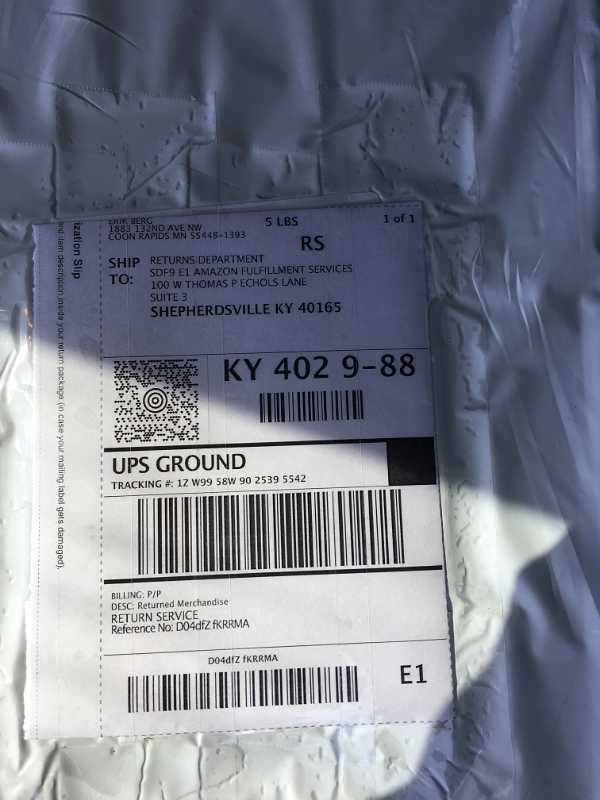 ERIK BERG
1883 132ND AVE NW
COON RAPIDS MN 55448-1393
5 LBS
1 of 1
RS
SHIP TO:
RETURNS DEPARTMENT
SDF9 E1 AMAZON FULFILLMENT SERVICES
100 W THOMAS P ECHOLS LANE
SUITE 3
SHEPHERDSVILLE KY 40165
KY 402 9-88
UPS GROUND
TRACKING #: 1Z W99 58W 90 2539 5542
BILLING: P/P
DESC: Returned Merchandise
RETURN SERVICE
Reference No: D04dfZ fKRRMA
D04dfZ fKRRMA
E1
ization Slip
item description inside your return package (in case your mailing label gets damaged).